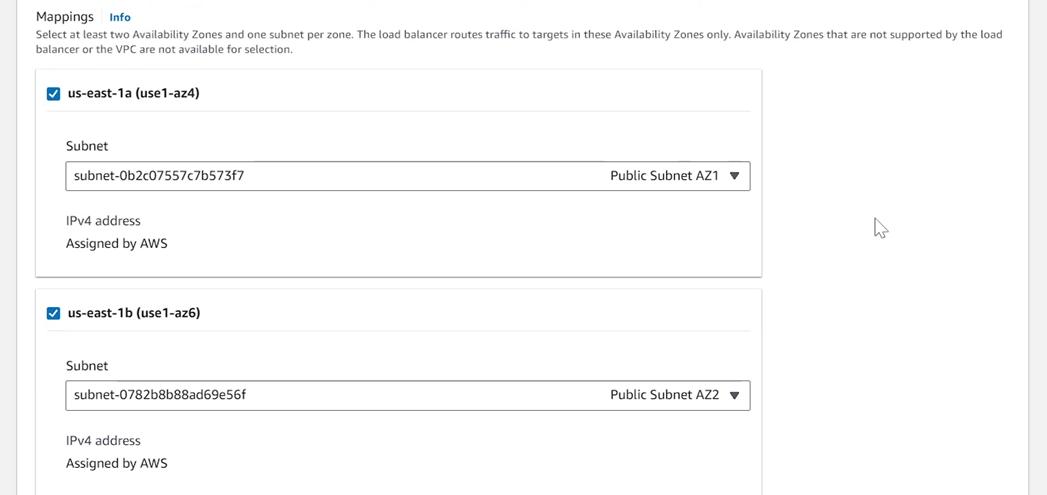 Mappings Info
Select at least two Availability Zones and one subnet per zone. The load balancer routes traffic to targets in these Availability Zones only. Availability Zones that are not supported by the load
balancer or the VPC are not available for selection.
us-east-1a (use1-az4)
Subnet
subnet-0b2c07557c7b573f7 Public Subnet AZ1
IPv4 address
Assigned by AWS
us-east-1b (use1-az6)
Subnet
subnet-0782b8b88ad69e56f Public Subnet AZ2
IPv4 address
Assigned by AWS